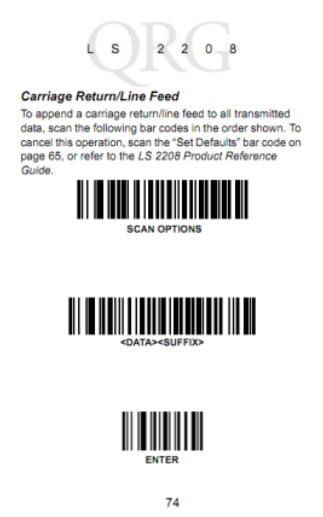 QRG
L S 2 2 0 8
Carriage Return/Line Feed
To append a carriage return/line feed to all transmitted
data, scan the following bar codes in the order shown. To
cancel this operation, scan the “Set Defaults” bar code on
page 65, or refer to the LS 2208 Product Reference
Guide.
SCAN OPTIONS
<DATA><SUFFIX>
ENTER
74